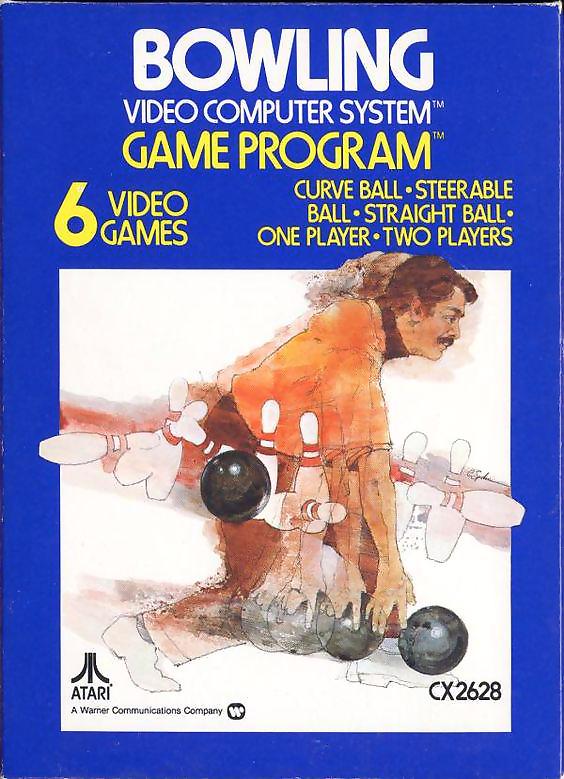 BOWLING
VIDEO COMPUTER SYSTEM™
GAME PROGRAM™
6 VIDEO GAMES
CURVE BALL • STEERABLE
BALL • STRAIGHT BALL •
ONE PLAYER • TWO PLAYERS
ATARI®
CX2628
A Warner Communications Company